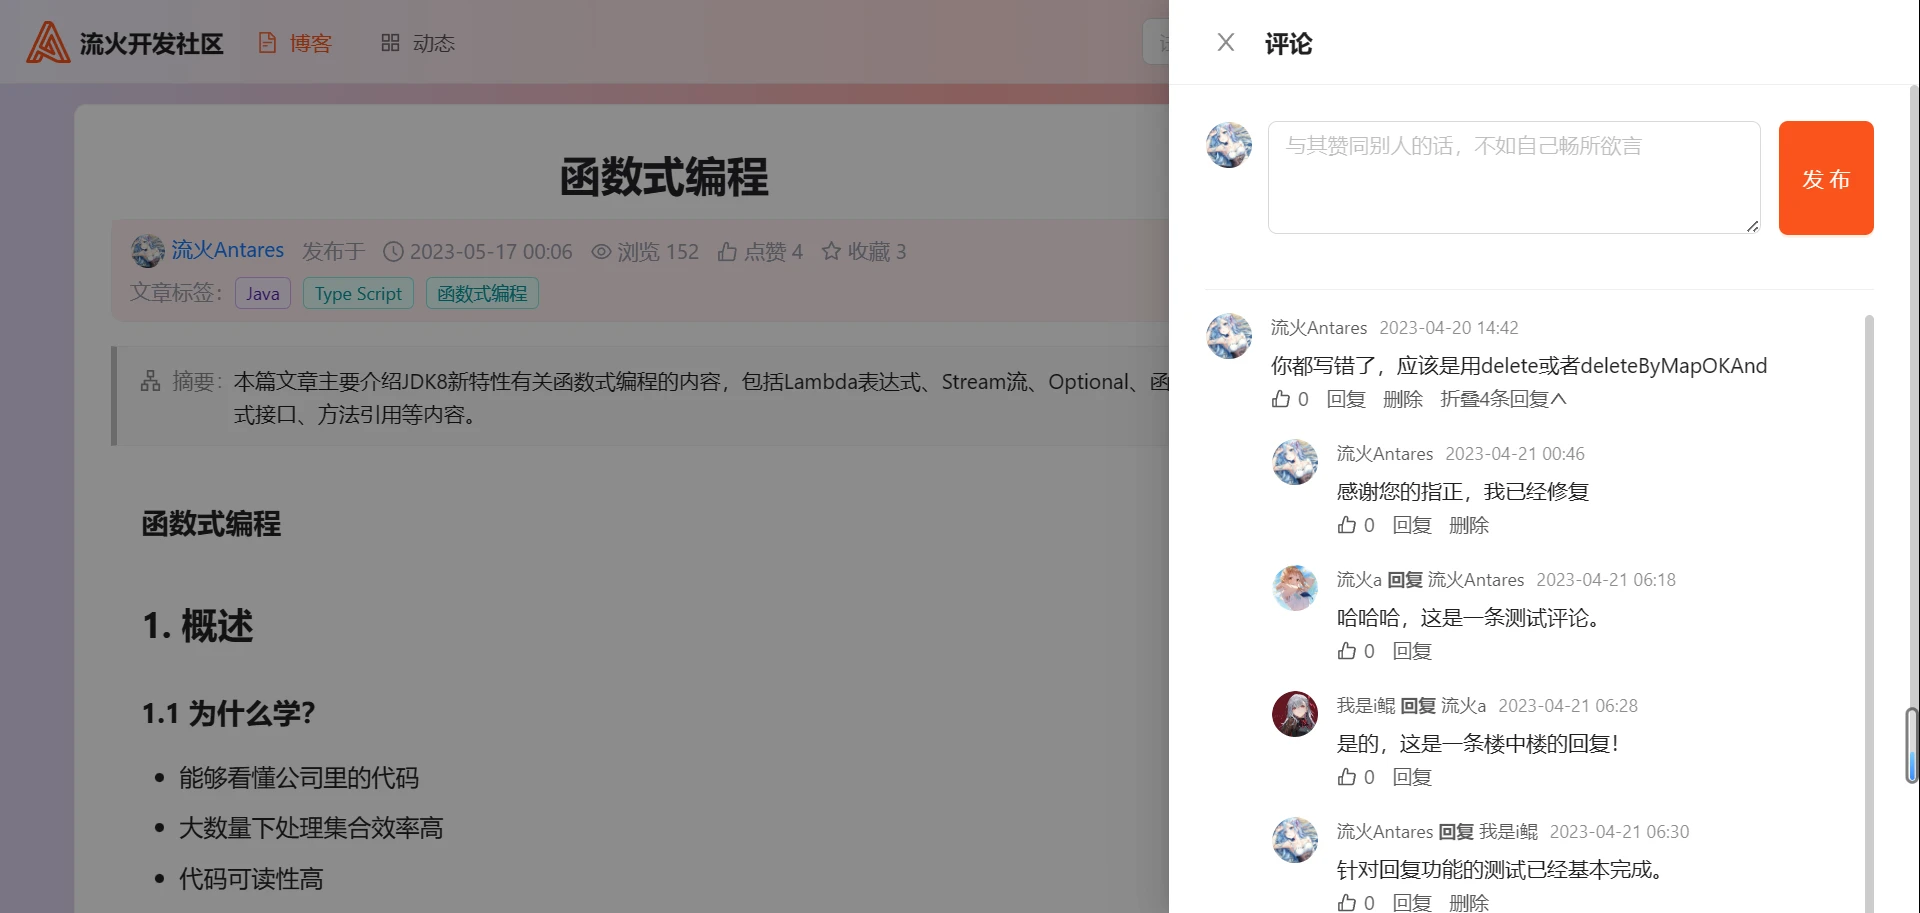 流火开发社区 博客 动态
函数式编程
流火Antares 发布于 2023-05-17 00:06 浏览 152 点赞 4 收藏 3
文章标签： Java Type Script 函数式编程
摘要： 本篇文章主要介绍JDK8新特性有关函数式编程的内容，包括Lambda表达式、Stream流、Optional、函
式接口、方法引用等内容。
函数式编程
1. 概述
1.1 为什么学？
能够看懂公司里的代码
大数量下处理集合效率高
代码可读性高
评论
与其赞同别人的话，不如自己畅所欲言
发 布
流火Antares 2023-04-20 14:42
你都写错了，应该是用delete或者deleteByMapOKAnd
0 回复 删除 折叠4条回复
流火Antares 2023-04-21 00:46
感谢您的指正，我已经修复
0 回复 删除
流火a 回复 流火Antares 2023-04-21 06:18
哈哈哈，这是一条测试评论。
0 回复
我是i鲲 回复 流火a 2023-04-21 06:28
是的，这是一条楼中楼的回复！
0 回复
流火Antares 回复 我是i鲲 2023-04-21 06:30
针对回复功能的测试已经基本完成。
0 回复 删除